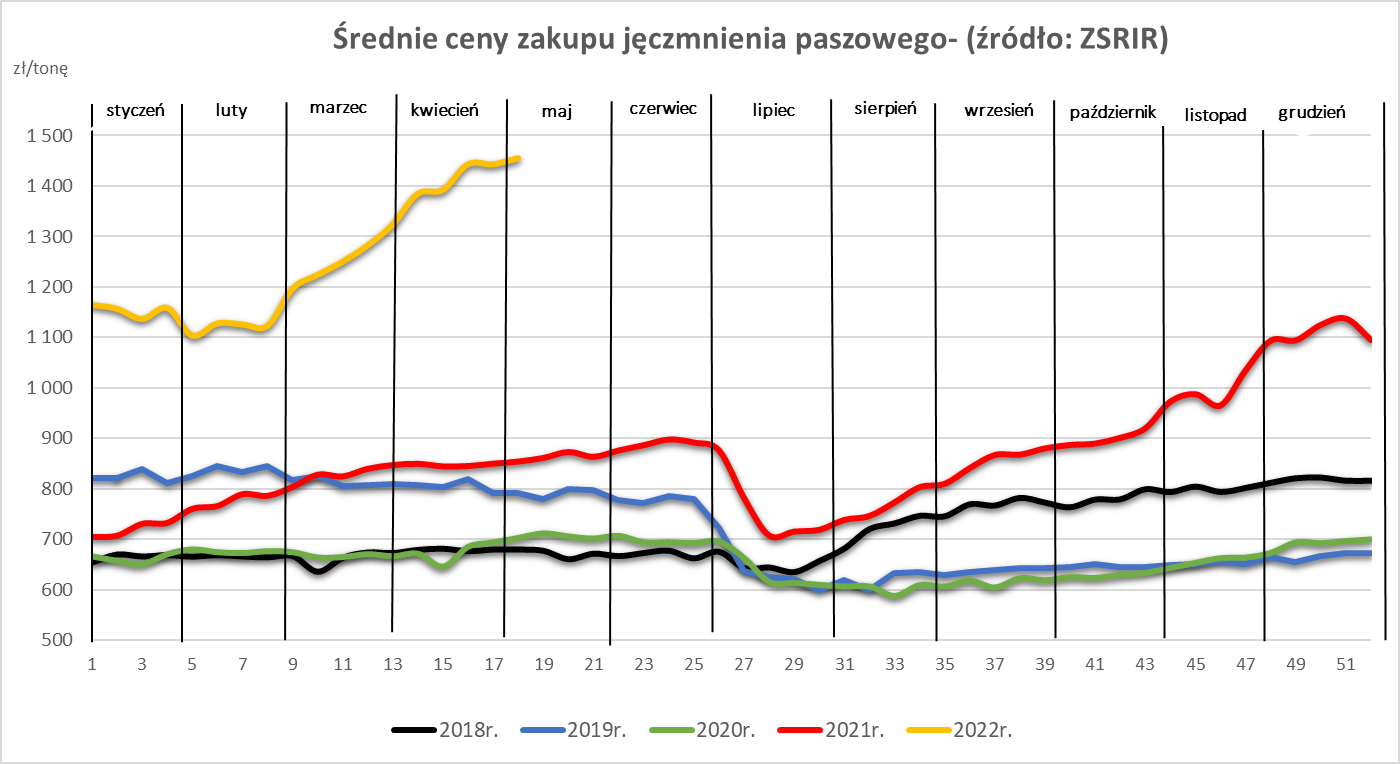 Średnie ceny zakupu jęczmnienia paszowego- (źródło: ZSRIR)
zł/tonę
styczeń luty marzec kwiecień maj czerwiec lipiec sierpień wrzesień październik listopad grudzień
1 500
1 400
1 300
1 200
1 100
1 000
900
800
700
600
500
1 3 5 7 9 11 13 15 17 19 21 23 25 27 29 31 33 35 37 39 41 43 45 47 49 51
2018r. 2019r. 2020r. 2021r. 2022r.